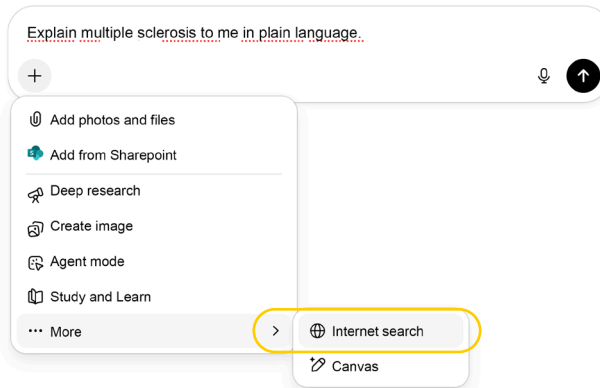 Explain multiple sclerosis to me in plain language.
Add photos and files
Add from Sharepoint
Deep research
Create image
Agent mode
Study and Learn
More
Internet search
Canvas